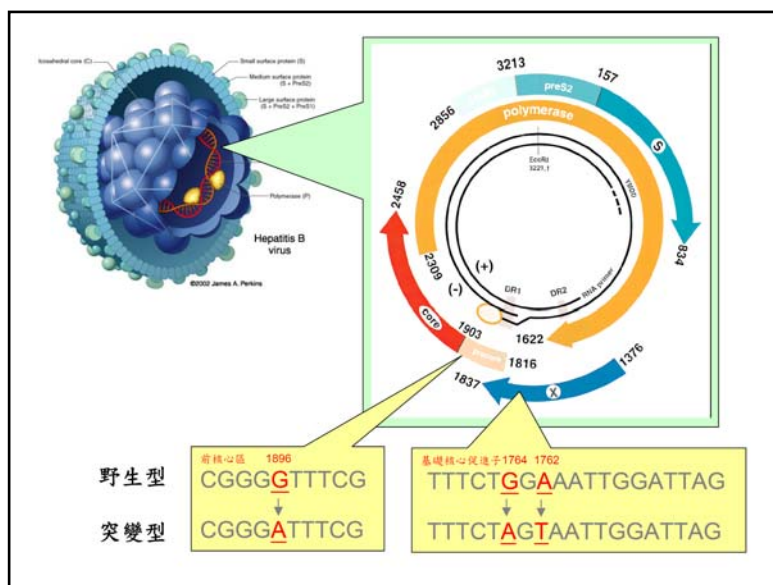 Icosahedral core (C)
Small surface protein (S)
Medium surface protein
(S + PreS2)
Large surface protein
(S + PreS2 + PreS1)
Polymerase (P)
Hepatitis B
virus
©2002 James A. Perkins
3213
157
preS2
2856
polymerase
S
EcoRI
3221,1
YMDD
2458
834
2309
(+)
(-)
DR1
DR2
RNA primer
core
1903
1622
1816
1376
1837
X
前核心區 1896
基礎核心促進子 1764 1762
野生型 CGGGGTTTCG TTTCTGGAAATTGGATTAG
突變型 CGGGATTTCG TTTCTAGTAATTGGATTAG